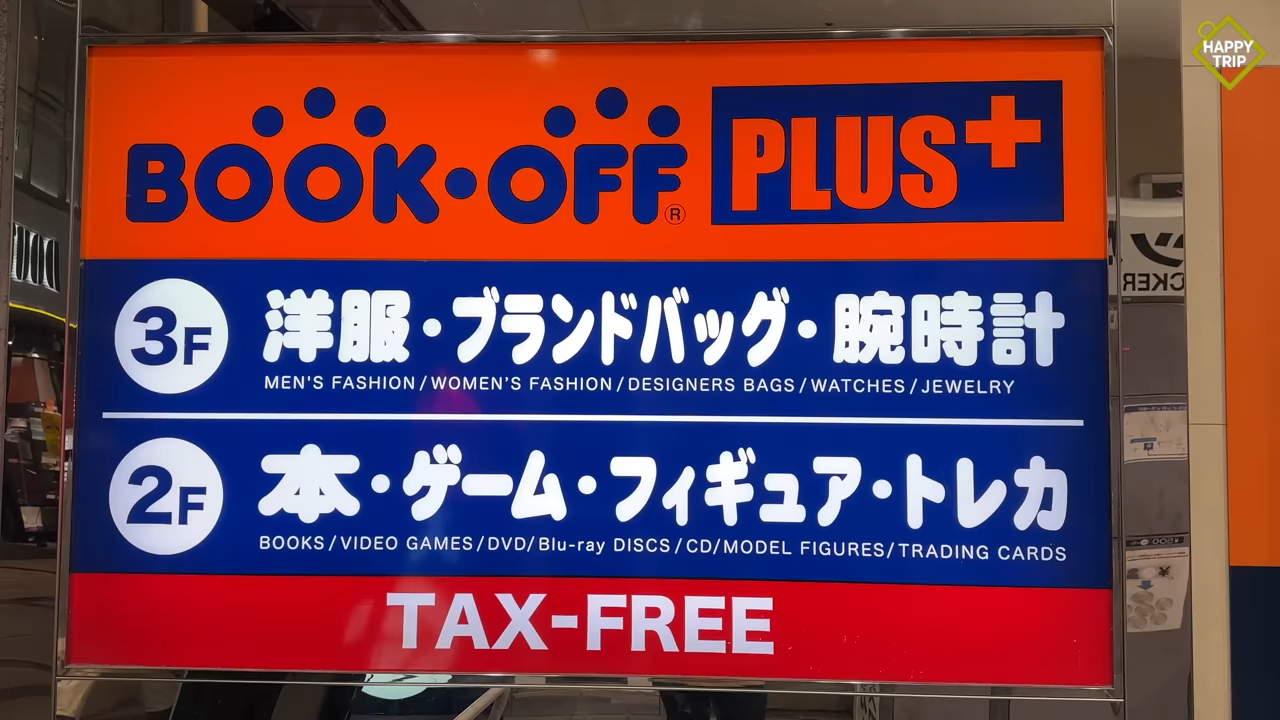 HAPPY
TRIP
BOOK・OFF® PLUS+
3F 洋服・ブランドバッグ・腕時計
MEN'S FASHION/WOMEN'S FASHION/DESIGNERS BAGS/WATCHES/JEWELRY
2F 本・ゲーム・フィギュア・トレカ
BOOKS/VIDEO GAMES/DVD/Blu-ray DISCS/CD/MODEL FIGURES/TRADING CARDS
TAX-FREE